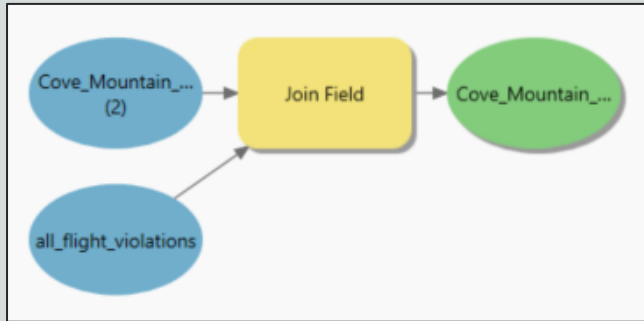 Cove_Mountain_...
(2)
Join Field
Cove_Mountain_...
all_flight_violations